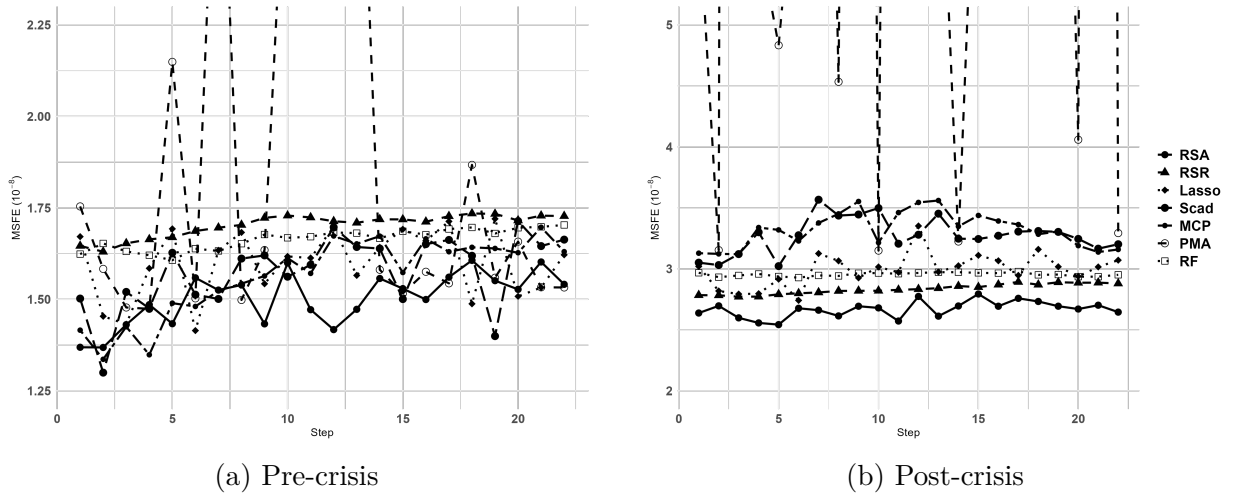 2.25
2.00
1.75
1.50
1.25
MSFE (10⁻⁸)
0
5
10
15
20
Step
(a) Pre-crisis
5
4
3
2
MSFE (10⁻⁸)
0
5
10
15
20
Step
(b) Post-crisis
RSA
RSR
Lasso
Scad
MCP
PMA
RF